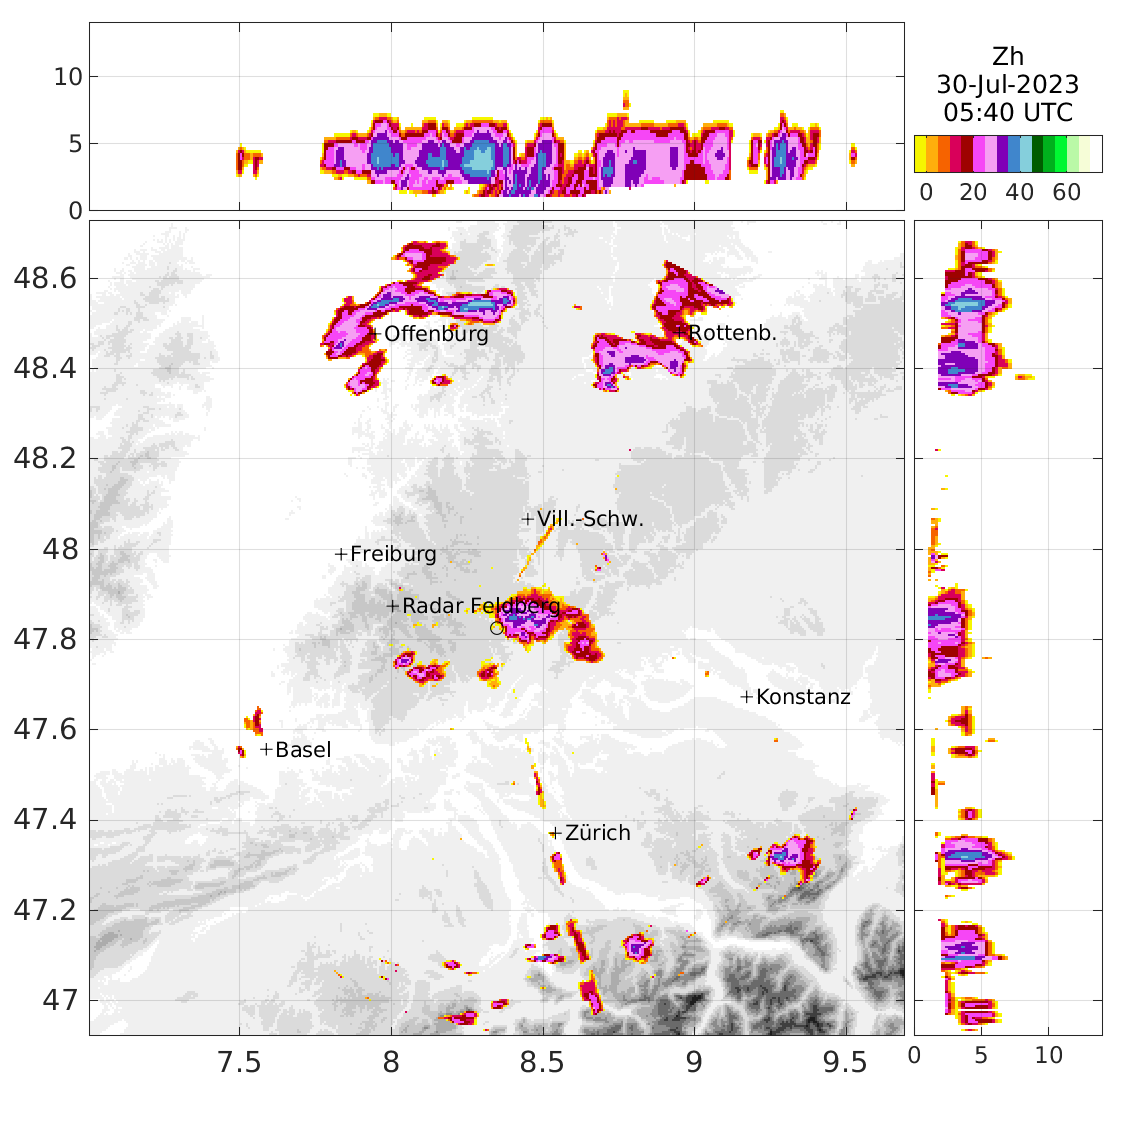 Zh
30-Jul-2023
05:40 UTC
0 20 40 60
10
5
0
48.6
48.4
48.2
48
47.8
47.6
47.4
47.2
47
Offenburg
Rottenb.
Vill.-Schw.
Freiburg
Radar Feldberg
Konstanz
Basel
Zürich
7.5 8 8.5 9 9.5
0 5 10